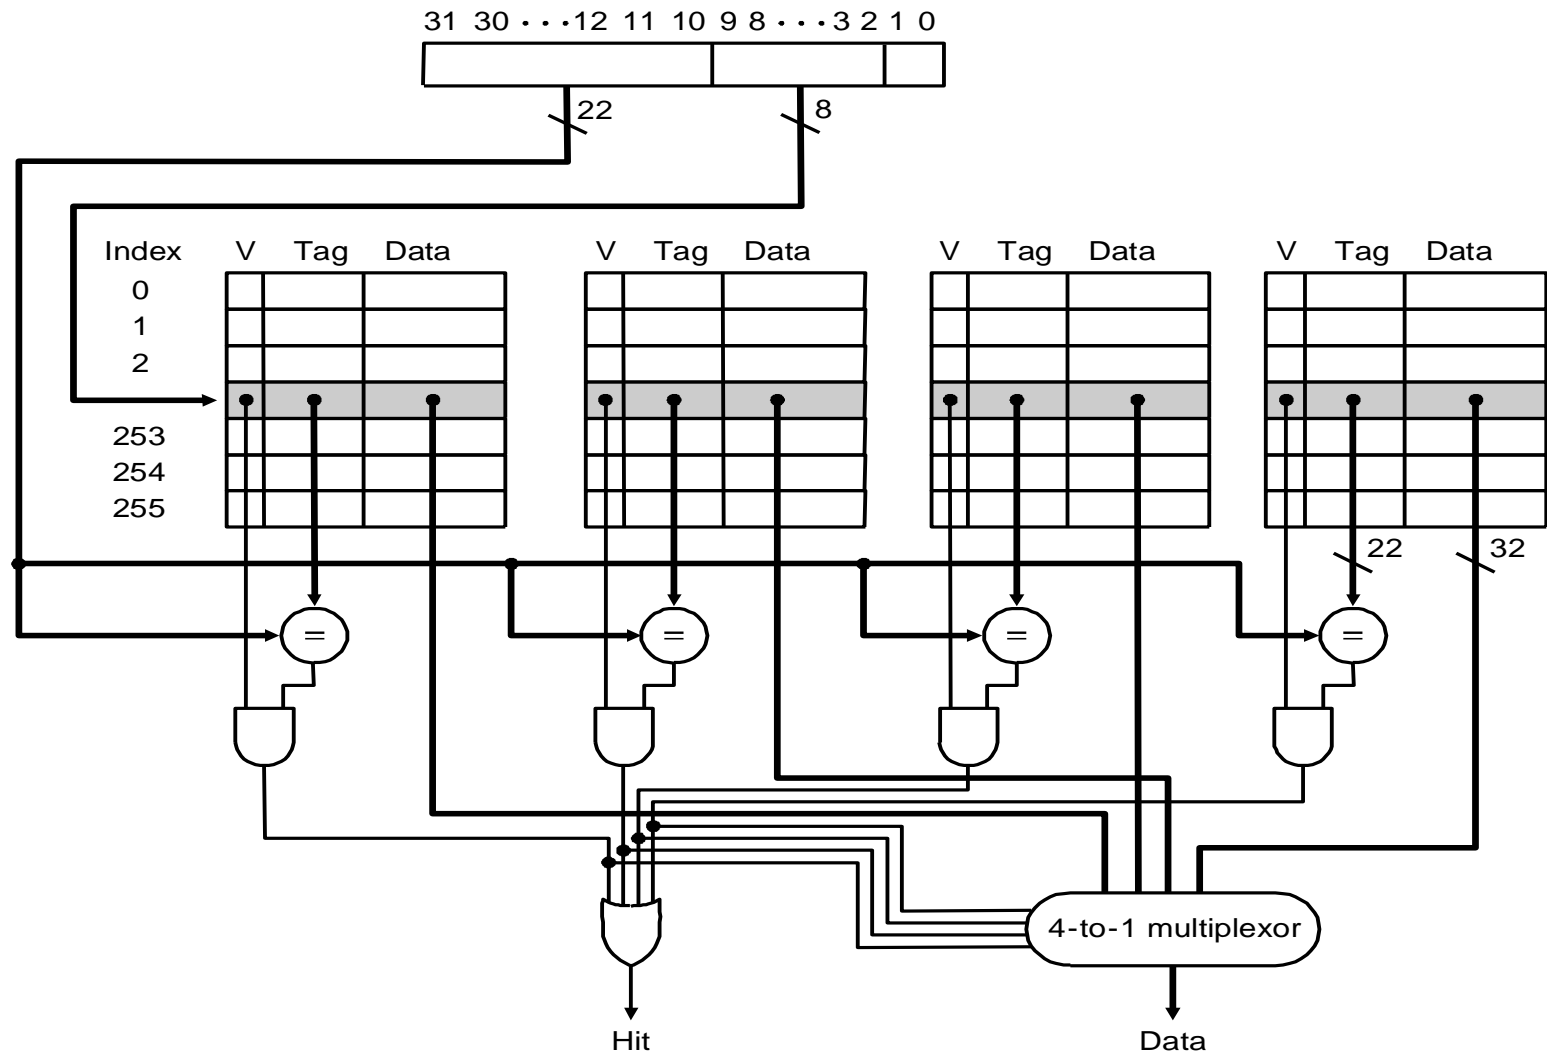 31 30 ···12 11 10 9 8 ···3 2 1 0
22
8
Index V Tag Data V Tag Data V Tag Data V Tag Data
0
1
2
253
254
255
22
32
= = = =
4-to-1 multiplexor
Hit
Data